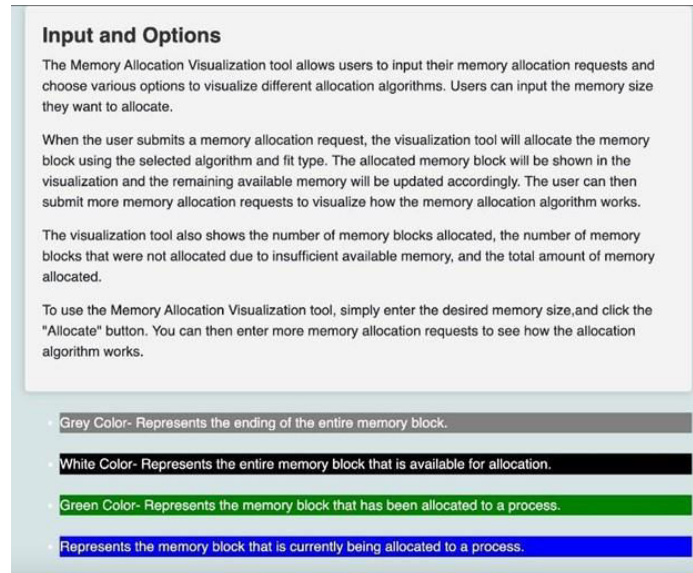 Input and Options
The Memory Allocation Visualization tool allows users to input their memory allocation requests and
choose various options to visualize different allocation algorithms. Users can input the memory size
they want to allocate.
When the user submits a memory allocation request, the visualization tool will allocate the memory
block using the selected algorithm and fit type. The allocated memory block will be shown in the
visualization and the remaining available memory will be updated accordingly. The user can then
submit more memory allocation requests to visualize how the memory allocation algorithm works.
The visualization tool also shows the number of memory blocks allocated, the number of memory
blocks that were not allocated due to insufficient available memory, and the total amount of memory
allocated.
To use the Memory Allocation Visualization tool, simply enter the desired memory size,and click the
"Allocate" button. You can then enter more memory allocation requests to see how the allocation
algorithm works.
Grey Color- Represents the ending of the entire memory block.
White Color- Represents the entire memory block that is available for allocation.
Green Color- Represents the memory block that has been allocated to a process.
Represents the memory block that is currently being allocated to a process.